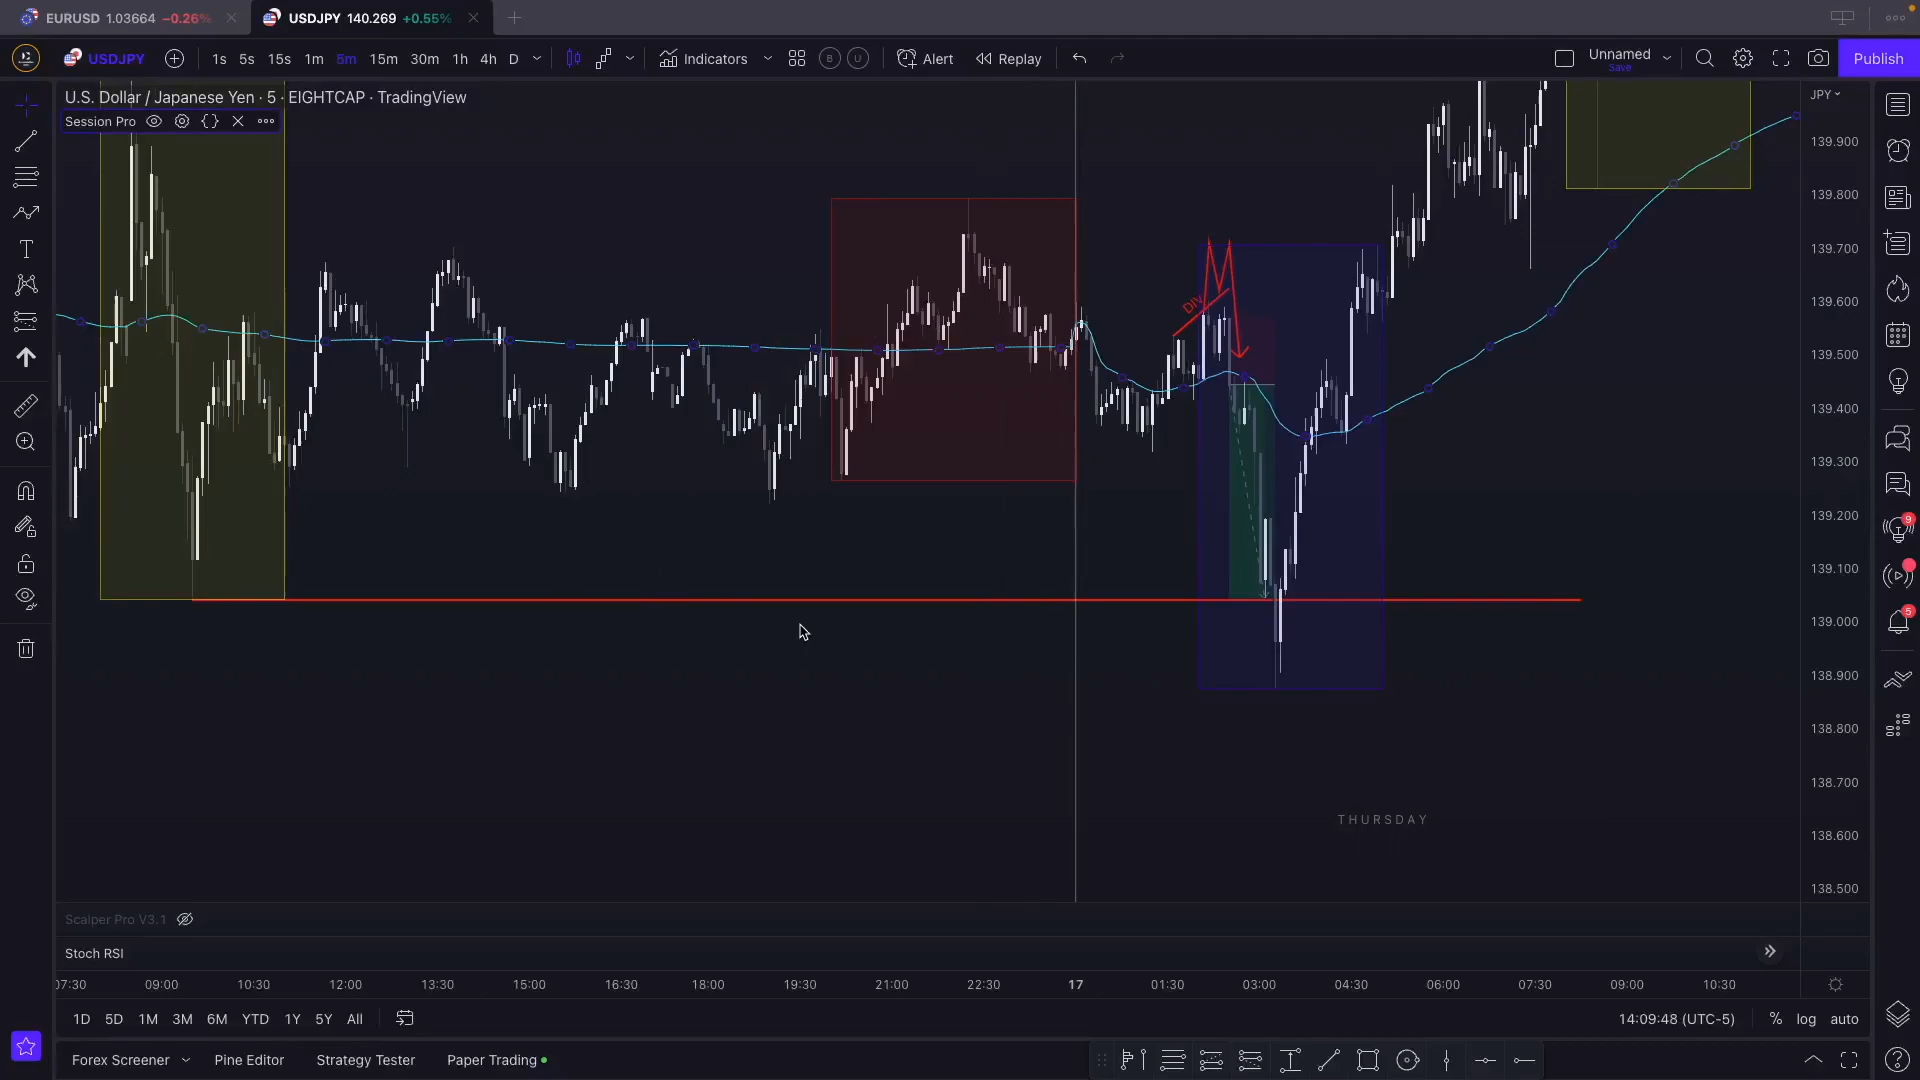 EURUSD 1.03664 −0.26%
USDJPY 140.269 +0.55%
USDJPY 1s 5s 15s 1m 5m 15m 30m 1h 4h D Indicators B U Alert Replay Unnamed Save Publish
U.S. Dollar / Japanese Yen · 5 · EIGHTCAP · TradingView
JPY
Session Pro
139.900
139.800
139.700
139.600
139.500
139.400
139.300
139.200
139.100
139.000
138.900
138.800
138.700
138.600
138.500
DIV
THURSDAY
9
5
Scalper Pro V3.1
Stoch RSI
07:30 09:00 10:30 12:00 13:30 15:00 16:30 18:00 19:30 21:00 22:30 17 01:30 03:00 04:30 06:00 07:30 09:00 10:30
1D 5D 1M 3M 6M YTD 1Y 5Y All 14:09:48 (UTC-5) % log auto
Forex Screener Pine Editor Strategy Tester Paper Trading